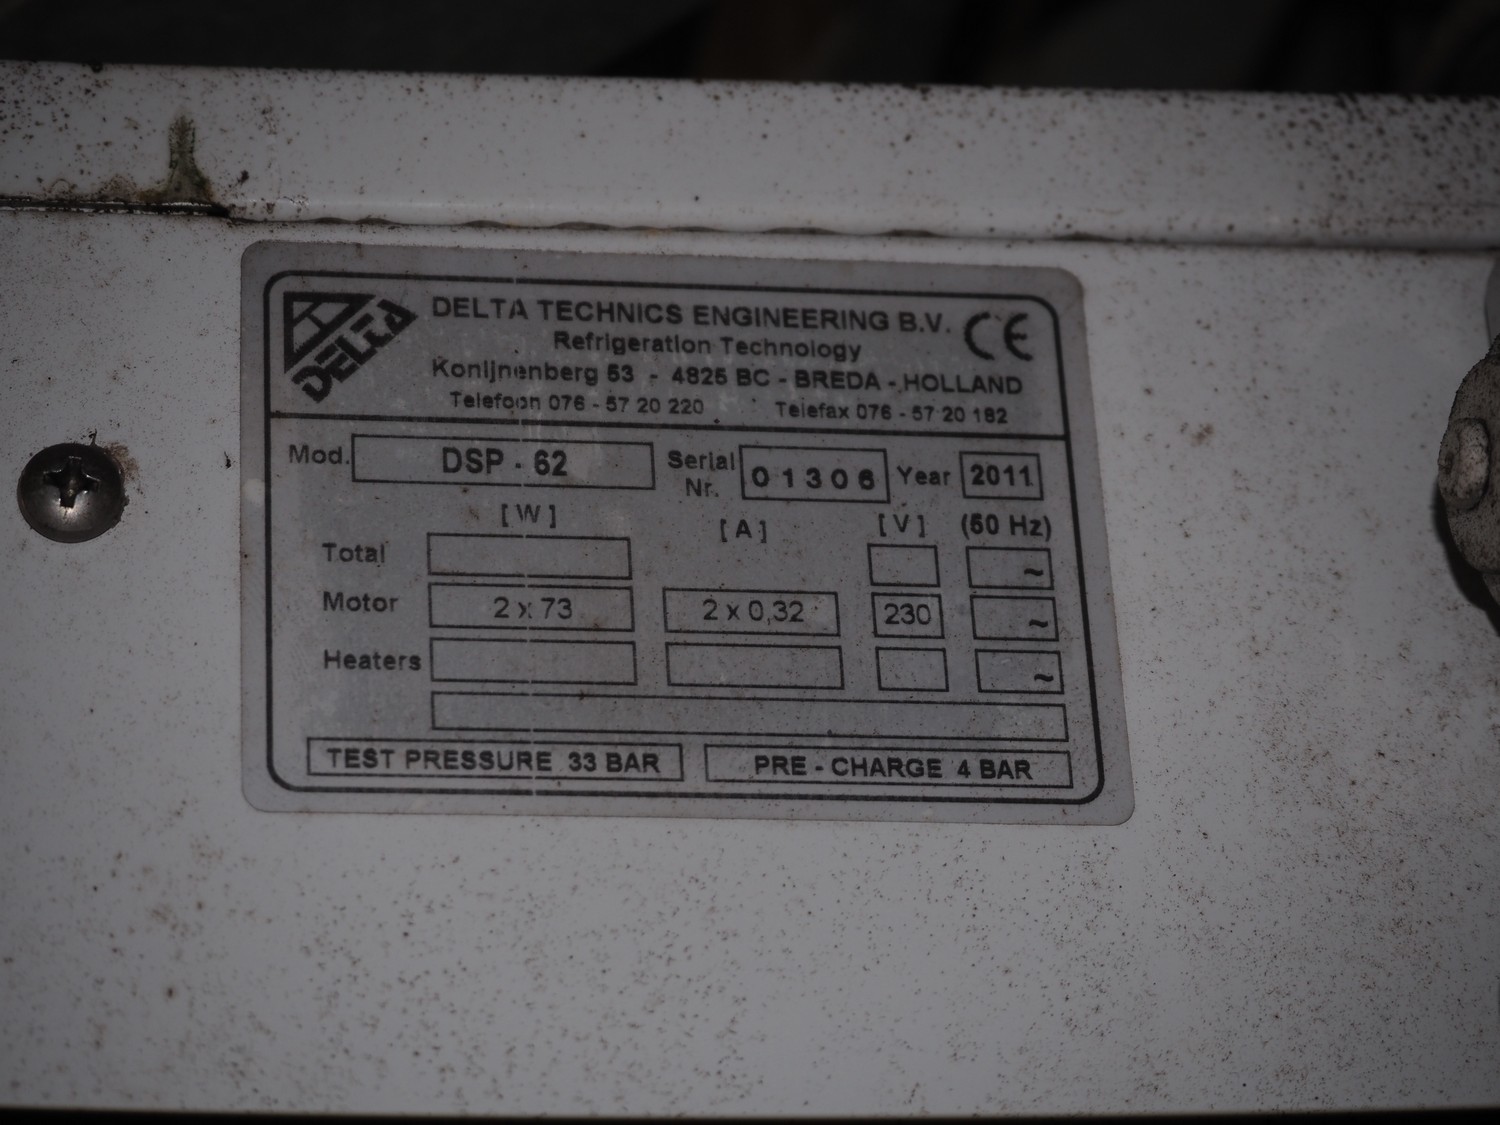 DELTA
DELTA TECHNICS ENGINEERING B.V. CE
Refrigeration Technology
Konijnenberg 53 - 4825 BC - BREDA - HOLLAND
Telefoon 076 - 57 20 220 Telefax 076 - 57 20 182
Mod. DSP - 62 Serial Nr. 01306 Year 2011
[W] [A] [V] (50 Hz)
Total ~
Motor 2 x 73 2 x 0,32 230 ~
Heaters ~
TEST PRESSURE 33 BAR PRE - CHARGE 4 BAR